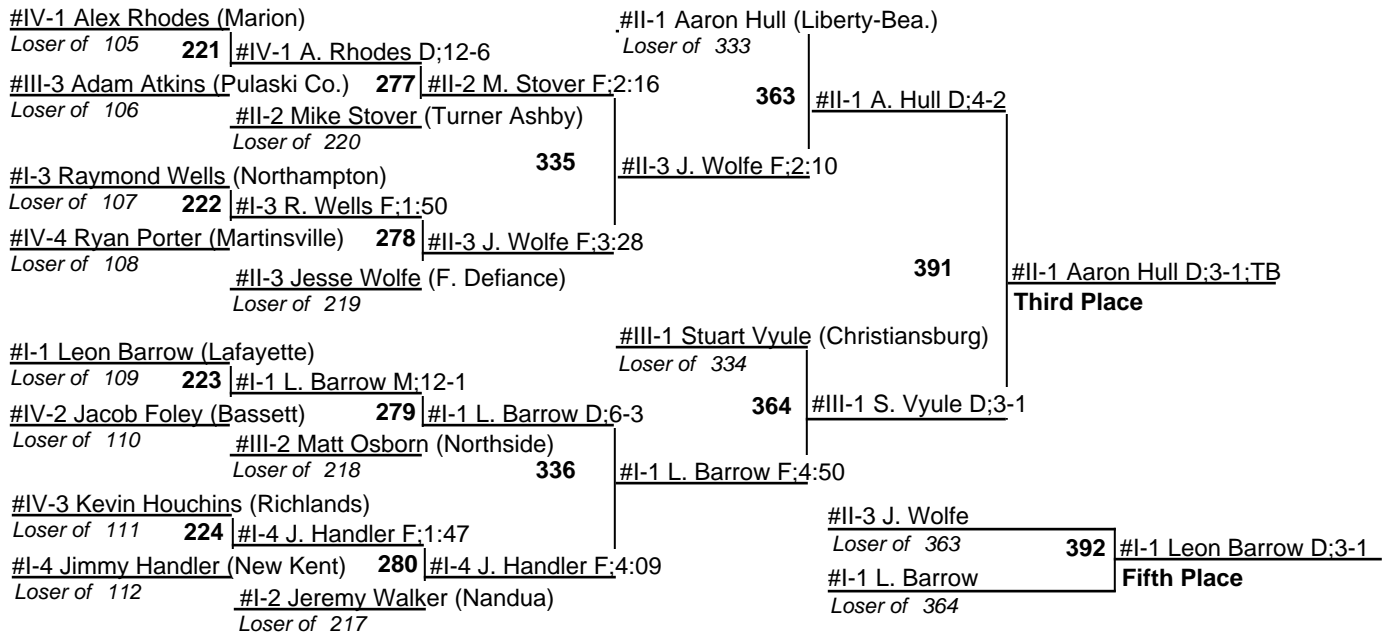 #IV-1 Alex Rhodes (Marion)
Loser of 105
221
#IV-1 A. Rhodes D;12-6
#III-3 Adam Atkins (Pulaski Co.)
Loser of 106
277
#II-2 M. Stover F;2:16
#II-2 Mike Stover (Turner Ashby)
Loser of 220
335
#II-3 J. Wolfe F;2:10
#I-3 Raymond Wells (Northampton)
Loser of 107
222
#I-3 R. Wells F;1:50
#IV-4 Ryan Porter (Martinsville)
Loser of 108
278
#II-3 J. Wolfe F;3:28
#II-3 Jesse Wolfe (F. Defiance)
Loser of 219
#II-1 Aaron Hull (Liberty-Bea.)
Loser of 333
363
#II-1 A. Hull D;4-2
391
#II-1 Aaron Hull D;3-1;TB
Third Place
#I-1 Leon Barrow (Lafayette)
Loser of 109
223
#I-1 L. Barrow M;12-1
#IV-2 Jacob Foley (Bassett)
Loser of 110
279
#I-1 L. Barrow D;6-3
#III-2 Matt Osborn (Northside)
Loser of 218
336
#I-1 L. Barrow F;4:50
#IV-3 Kevin Houchins (Richlands)
Loser of 111
224
#I-4 J. Handler F;1:47
#I-4 Jimmy Handler (New Kent)
Loser of 112
280
#I-4 J. Handler F;4:09
#I-2 Jeremy Walker (Nandua)
Loser of 217
#III-1 Stuart Vyule (Christiansburg)
Loser of 334
364
#III-1 S. Vyule D;3-1
#II-3 J. Wolfe
Loser of 363
392
#I-1 Leon Barrow D;3-1
Fifth Place
#I-1 L. Barrow
Loser of 364